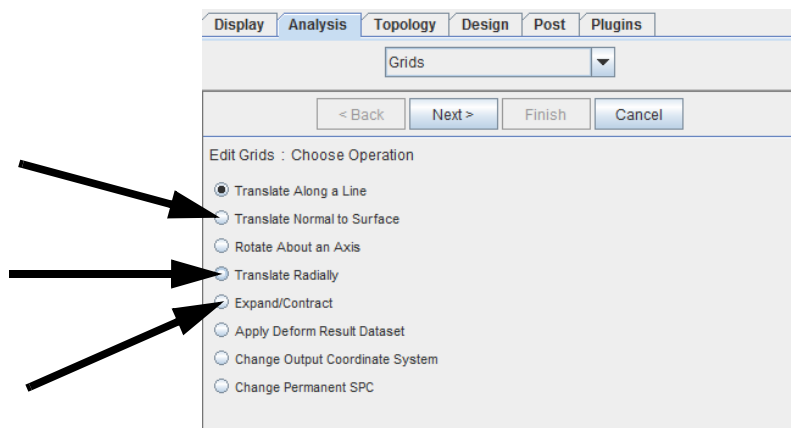 Display Analysis Topology Design Post Plugins
Grids
< Back Next > Finish Cancel
Edit Grids : Choose Operation
Translate Along a Line
Translate Normal to Surface
Rotate About an Axis
Translate Radially
Expand/Contract
Apply Deform Result Dataset
Change Output Coordinate System
Change Permanent SPC